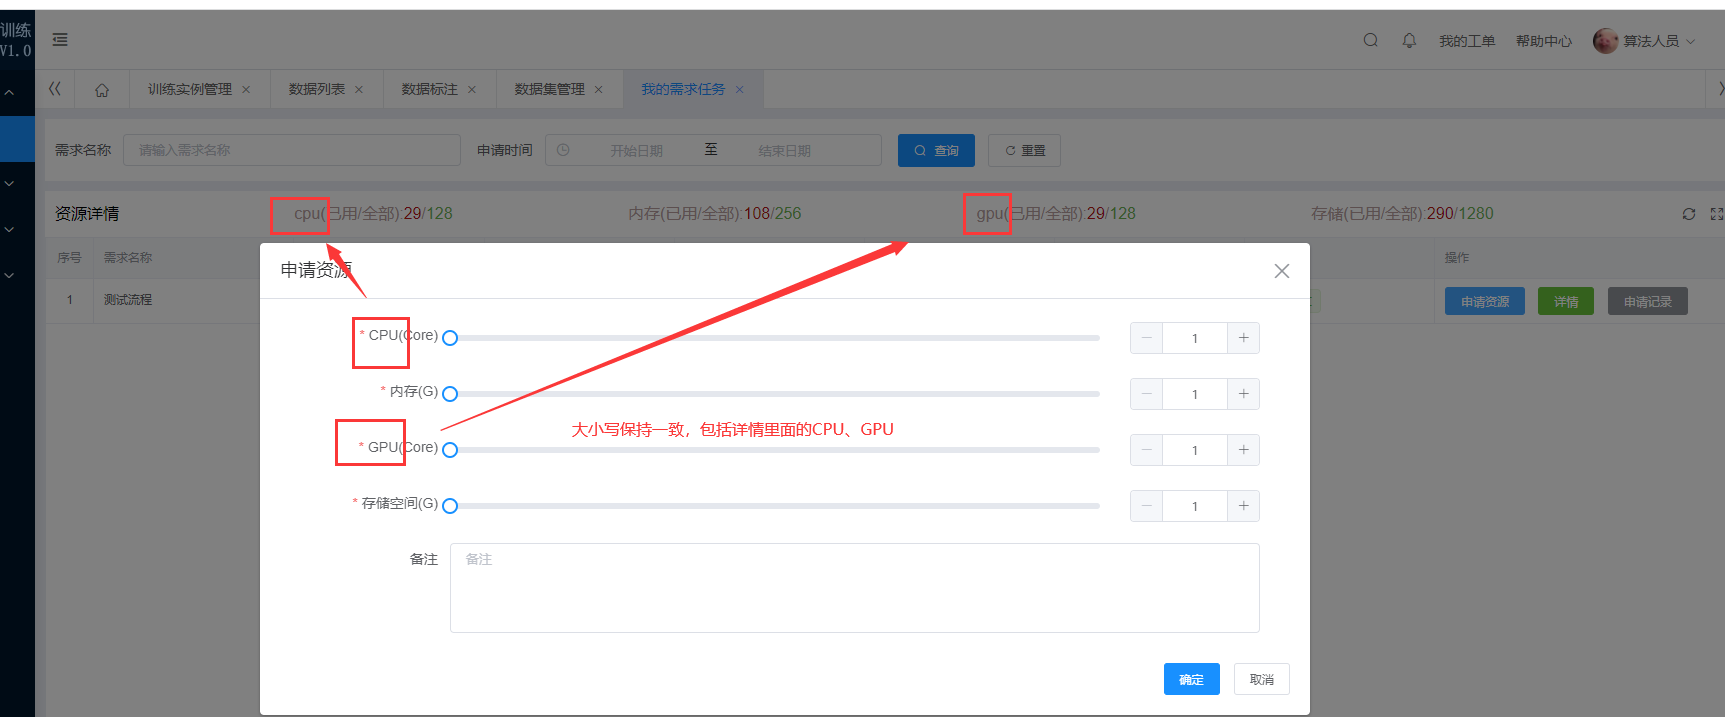 训练
V1.0
我的工单 帮助中心 算法人员
训练实例管理 × 数据列表 × 数据标注 × 数据集管理 × 我的需求任务 ×
需求名称 请输入需求名称 申请时间 开始日期 至 结束日期 查询 重置
资源详情 cpu(已用/全部):29/128 内存(已用/全部):108/256 gpu(已用/全部):29/128 存储(已用/全部):290/1280
序号 需求名称 操作
1 测试流程 申请资源 详情 申请记录
申请资源
* CPU(Core) 1
* 内存(G) 1
大小写保持一致，包括详情里面的CPU、GPU
* GPU(Core) 1
* 存储空间(G) 1
备注 备注
确定 取消